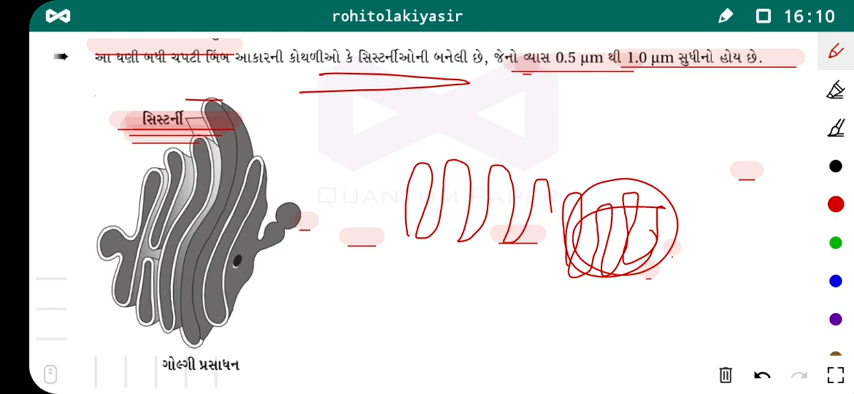 rohitolakiyasir
16:10
આ ઘણી બધી ચપટી બિંબ આકારની કોથળીઓ કે સિસ્ટર્નીઓની બનેલી છે, જેનો વ્યાસ 0.5 μm થી 1.0 μm સુધીનો હોય છે.
સિસ્ટર્ની
ગોલ્ગી પ્રસાધન